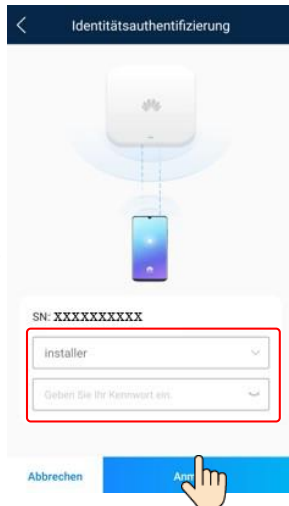 Identitätsauthentifizierung
SN: XXXXXXXXXX
installer
Geben Sie Ihr Kennwort ein.
Abbrechen